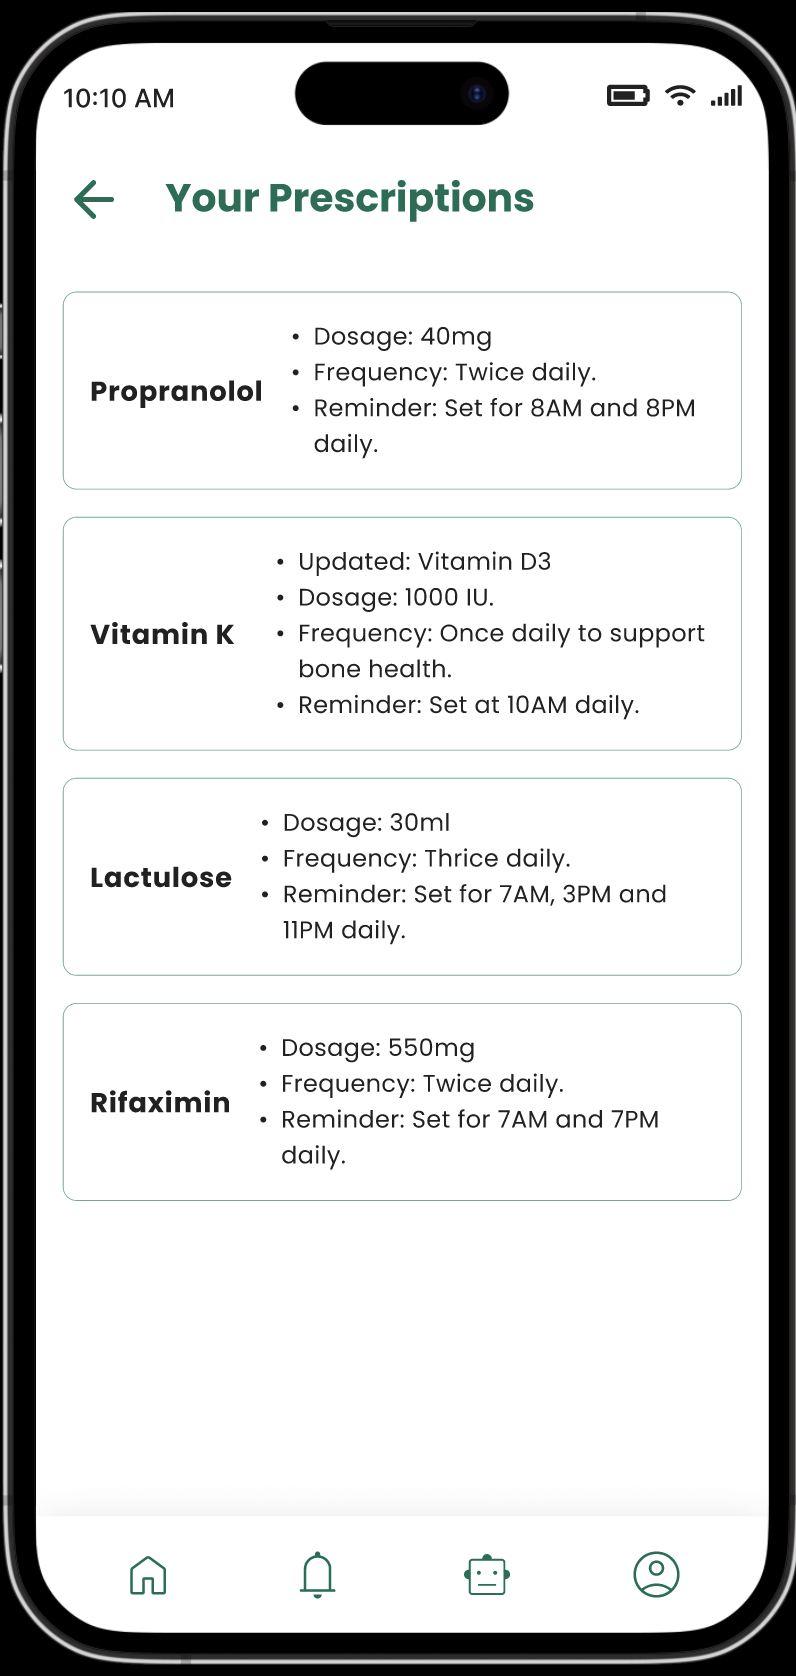 10:10 AM
Your Prescriptions
Propranolol
• Dosage: 40mg
• Frequency: Twice daily.
• Reminder: Set for 8AM and 8PM
daily.
Vitamin K
• Updated: Vitamin D3
• Dosage: 1000 IU.
• Frequency: Once daily to support
bone health.
• Reminder: Set at 10AM daily.
Lactulose
• Dosage: 30ml
• Frequency: Thrice daily.
• Reminder: Set for 7AM, 3PM and
11PM daily.
Rifaximin
• Dosage: 550mg
• Frequency: Twice daily.
• Reminder: Set for 7AM and 7PM
daily.